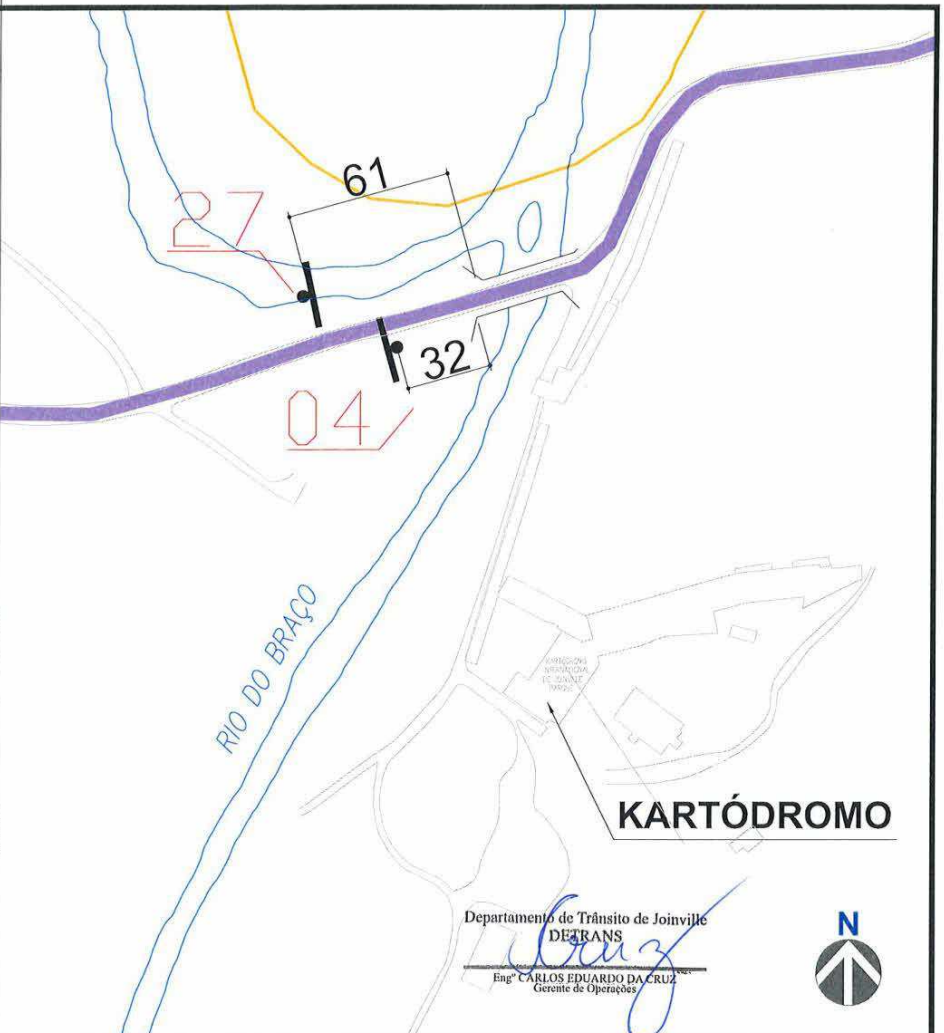 61
27
32
04
RIO DO BRAÇO
KARTÓDROMO
Departamento de Trânsito de Joinville
DETRANS
Cruz
Engº CARLOS EDUARDO DA CRUZ
Gerente de Operações
N